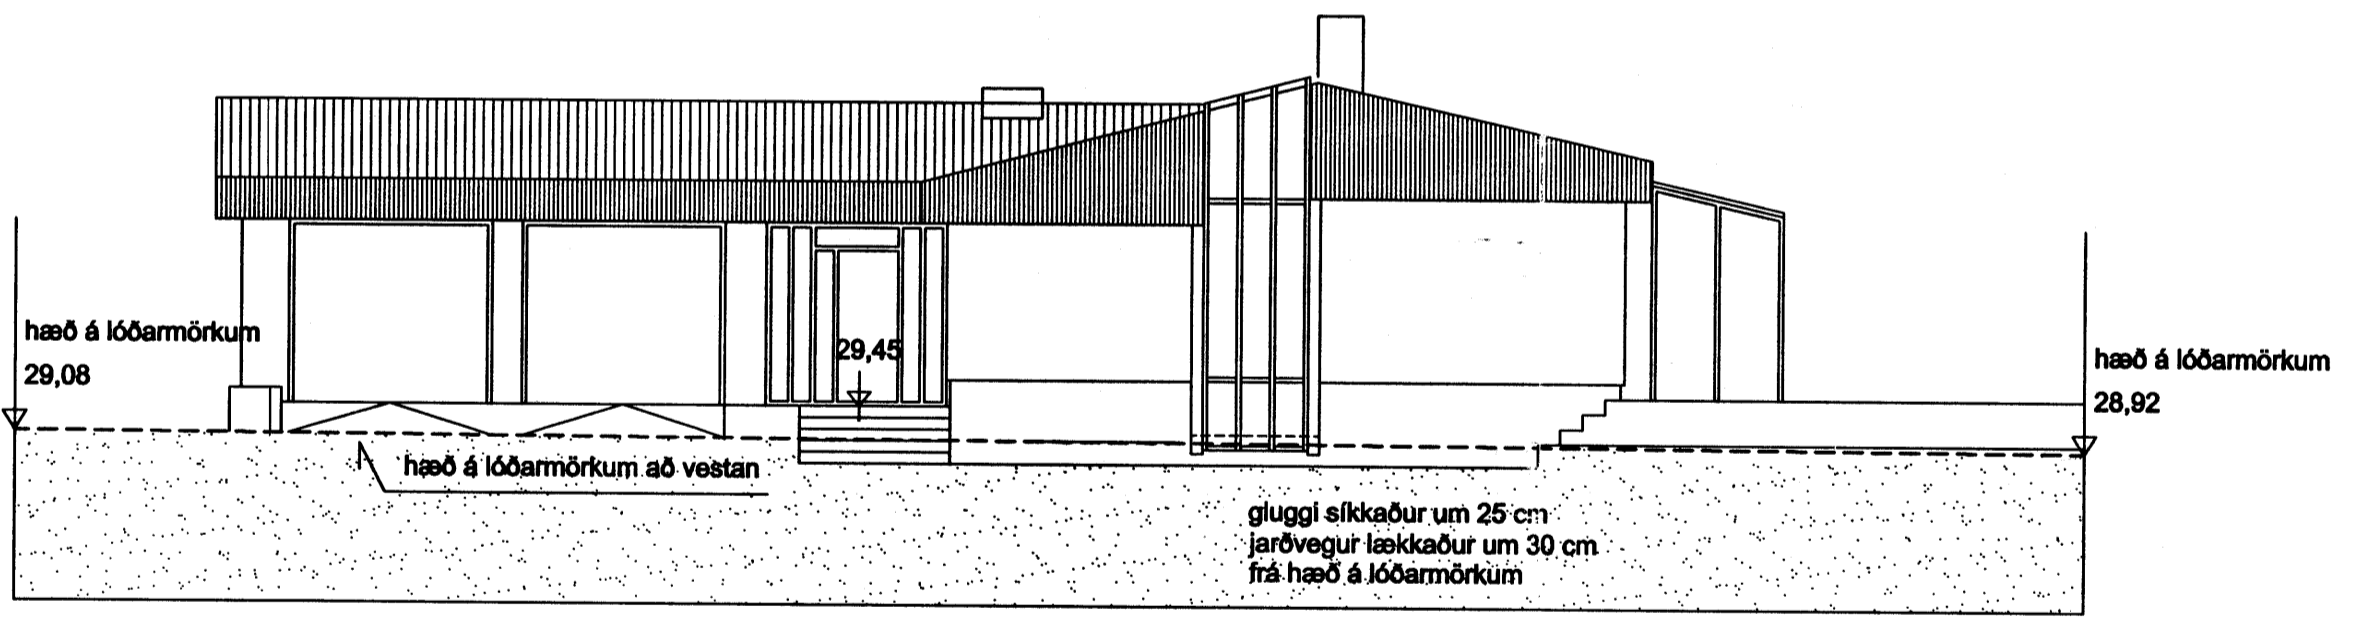 hæð á lóðarmörkum
29,08
29,45
hæð á lóðarmörkum
28,92
hæð á lóðarmörkum að vestan
gluggi síkkaður um 25 cm
jarðvegur lækkaður um 30 cm
frá hæð á lóðarmörkum